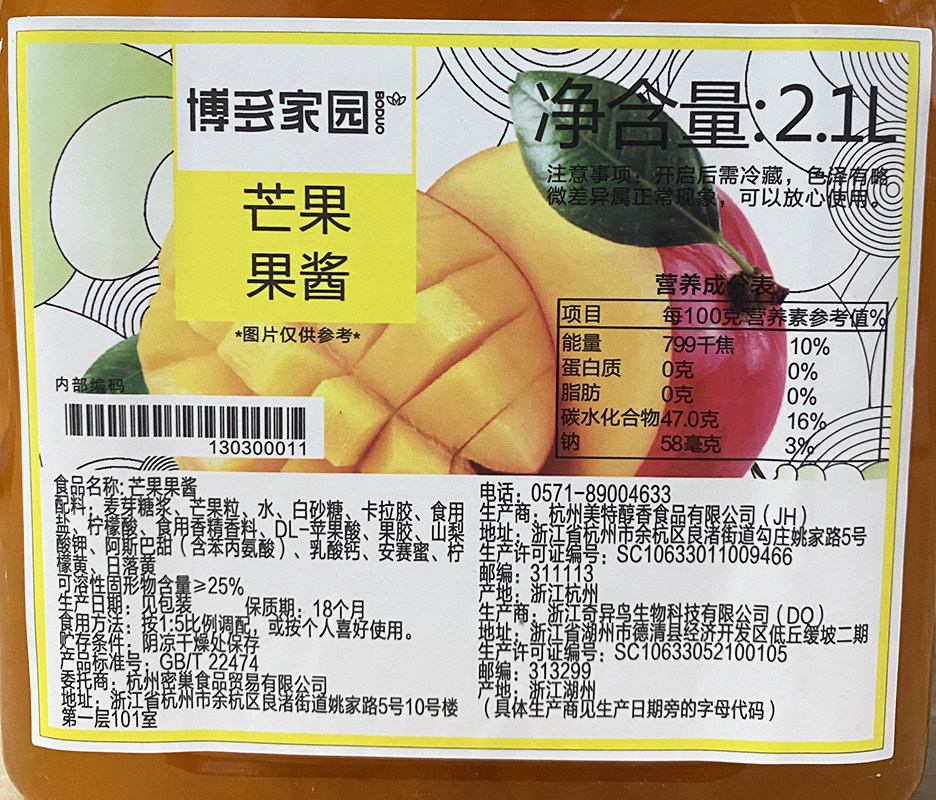 博多家园
BODUO
芒果
果酱
*图片仅供参考*
净含量:2.1L
注意事项：开启后需冷藏，色泽有略
微差异属正常现象，可以放心使用。
营养成分表
项目 每100克 营养素参考值%
能量 799千焦 10%
蛋白质 0克 0%
脂肪 0克 0%
碳水化合物 47.0克 16%
钠 58毫克 3%
内部编码
130300011
食品名称: 芒果果酱
配料：麦芽糖浆、芒果粒、水、白砂糖、卡拉胶、食用
盐、柠檬酸、食用香精香料、DL-苹果酸、果胶、山梨
酸钾、阿斯巴甜（含苯丙氨酸）、乳酸钙、安赛蜜、柠
檬黄、日落黄
可溶性固形物含量≥25%
生产日期：见包装 保质期：18个月
食用方法：按1:5比例调配，或按个人喜好使用。
贮存条件：阴凉干燥处保存
产品标准号：GB/T 22474
委托商：杭州密巢食品贸易有限公司
地址：浙江省杭州市余杭区良渚街道姚家路5号10号楼
第一层101室
电话：0571-89004633
生产商：杭州美特醇香食品有限公司（JH）
地址：浙江省杭州市余杭区良渚街道勾庄姚家路5号
生产许可证编号：SC10633011009466
邮编：311113
产地：浙江杭州
生产商：浙江奇异鸟生物科技有限公司（DQ）
地址：浙江省湖州市德清县经济开发区低丘缓坡二期
生产许可证编号：SC10633052100105
邮编：313299
产地：浙江湖州
（具体生产商见生产日期旁的字母代码）